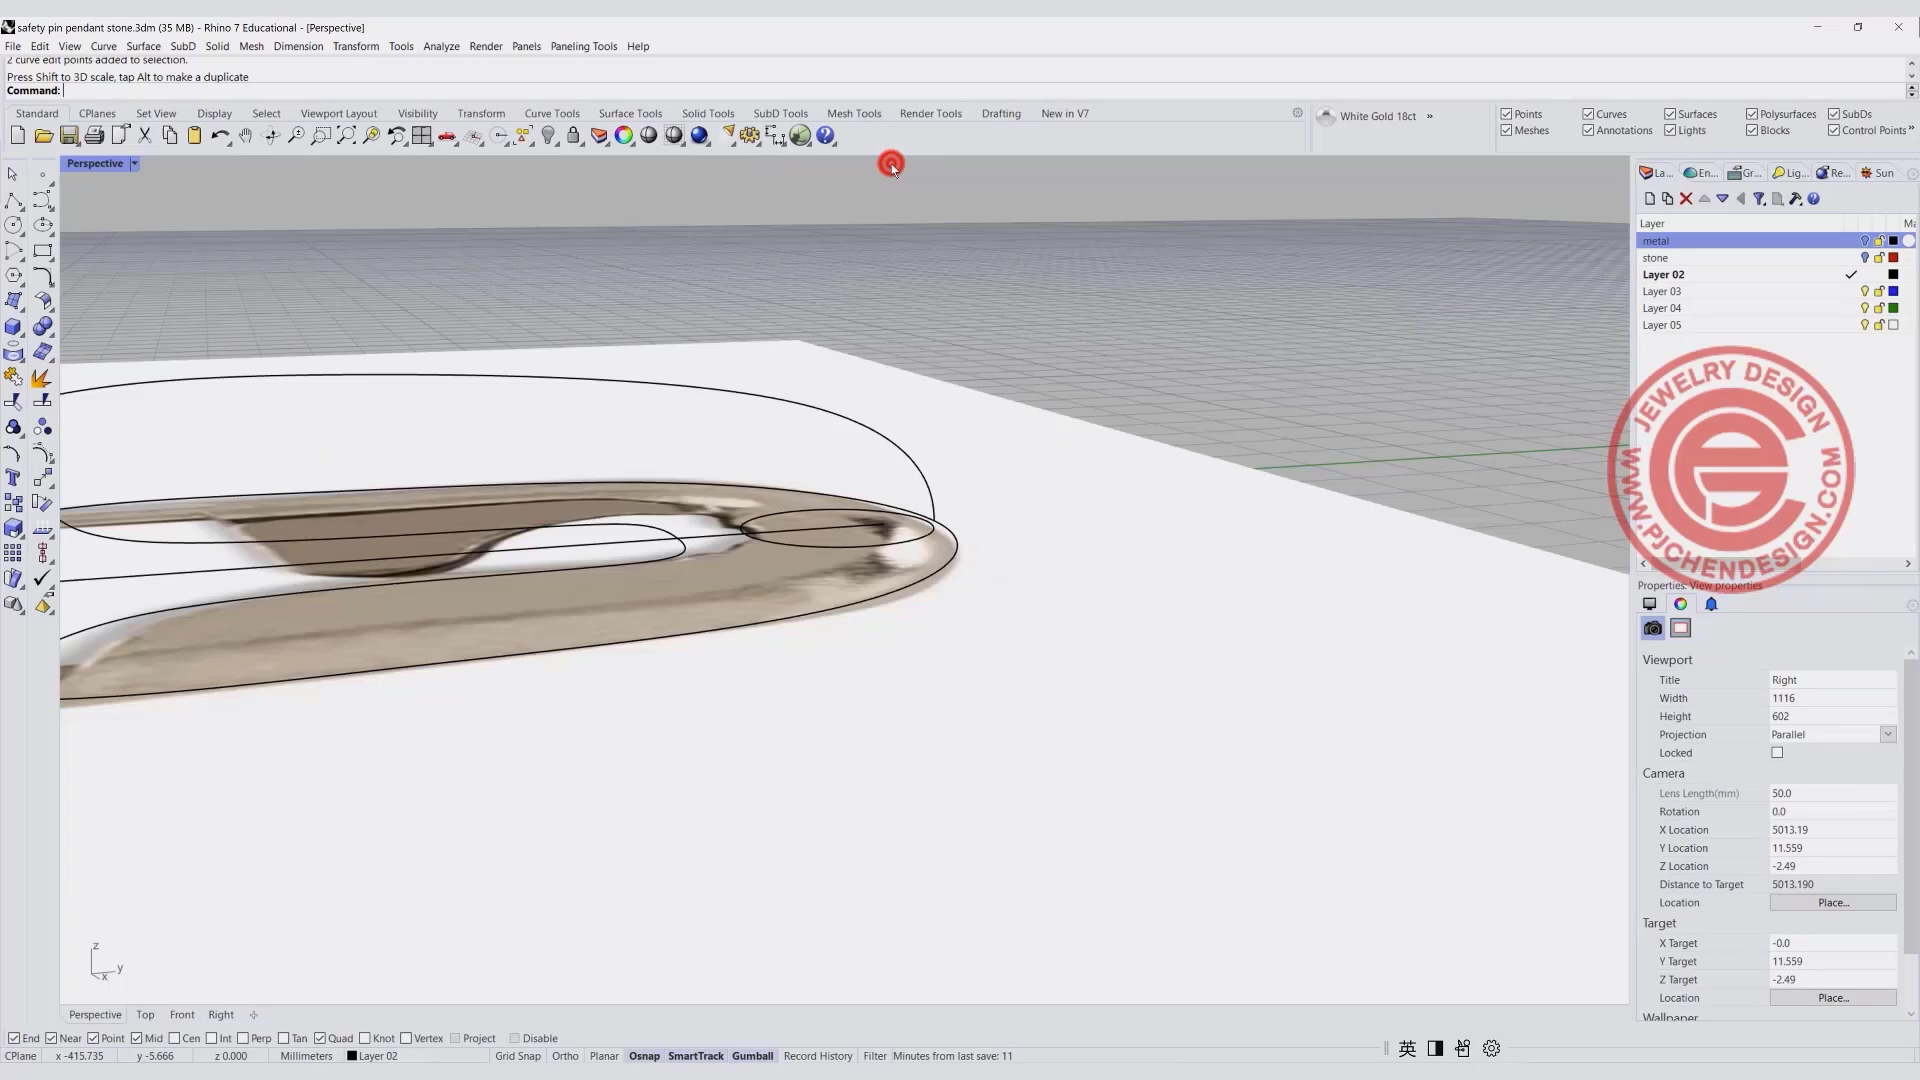 safety pin pendant stone.3dm (35 MB) - Rhino 7 Educational - [Perspective]
File Edit View Curve Surface SubD Solid Mesh Dimension Transform Tools Analyze Render Panels Paneling Tools Help
2 curve edit points added to selection.
Press Shift to 3D scale, tap Alt to make a duplicate
Command:
Standard CPlanes Set View Display Select Viewport Layout Visibility Transform Curve Tools Surface Tools Solid Tools SubD Tools Mesh Tools Render Tools Drafting New in V7
White Gold 18ct »
Points Curves Surfaces Polysurfaces SubDs
Meshes Annotations Lights Blocks Control Points »
Perspective
La... En... Gr... Lig... Re... Sun
Layer Ma
metal
stone
Layer 02
Layer 03
Layer 04
Layer 05
JEWELRY DESIGN
WWW.PJCHENDESIGN.COM
Properties: View properties
Viewport
Title Right
Width 1116
Height 602
Projection Parallel
Locked
Camera
Lens Length(mm) 50.0
Rotation 0.0
X Location 5013.19
Y Location 11.559
Z Location -2.49
Distance to Target 5013.190
Location Place...
Target
X Target -0.0
Y Target 11.559
Z Target -2.49
Location Place...
Wallpaper
z
y
x
Perspective Top Front Right
End Near Point Mid Cen Int Perp Tan Quad Knot Vertex Project Disable
CPlane x -415.735 y -5.666 z 0.000 Millimeters Layer 02 Grid Snap Ortho Planar Osnap SmartTrack Gumball Record History Filter Minutes from last save: 11
英